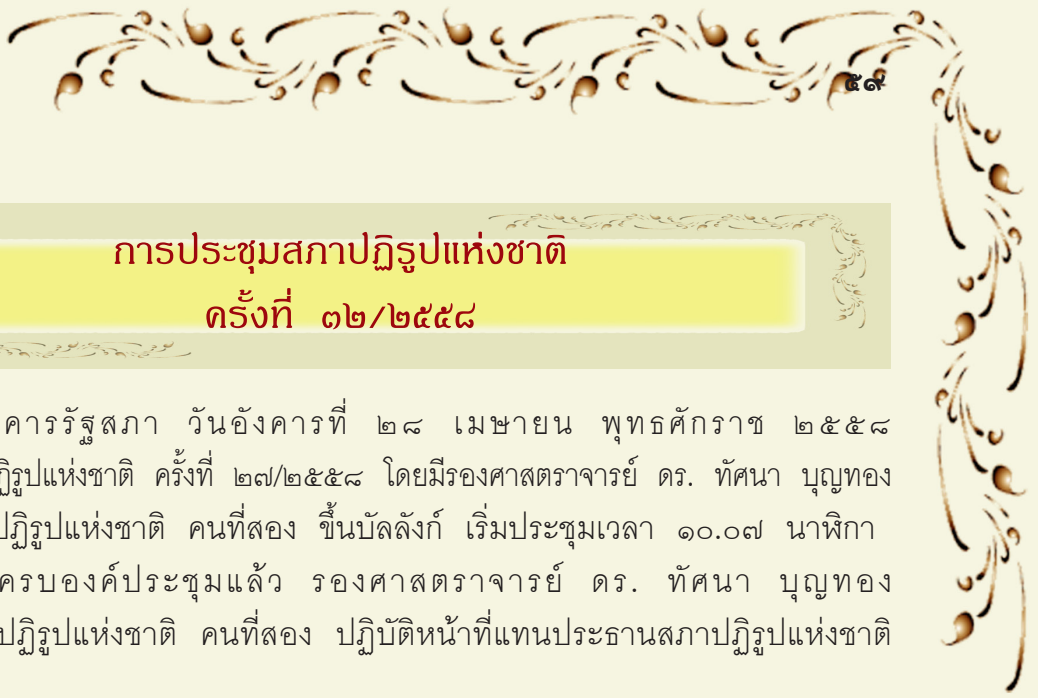 ๕๙
การประชุมสภาปฏิรูปแห่งชาติ
ครั้งที่ ๓๒/๒๕๕๘
คารรัฐสภา วันอังคารที่ ๒๘ เมษายน พุทธศักราช ๒๕๕๘
ฏิรูปแห่งชาติ ครั้งที่ ๒๗/๒๕๕๘ โดยมีรองศาสตราจารย์ ดร. ทัศนา บุญทอง
ปฏิรูปแห่งชาติ คนที่สอง ขึ้นบัลลังก์ เริ่มประชุมเวลา ๑๐.๐๗ นาฬิกา
ครบองค์ประชุมแล้ว รองศาสตราจารย์ ดร. ทัศนา บุญทอง
ปฏิรูปแห่งชาติ คนที่สอง ปฏิบัติหน้าที่แทนประธานสภาปฏิรูปแห่งชาติ